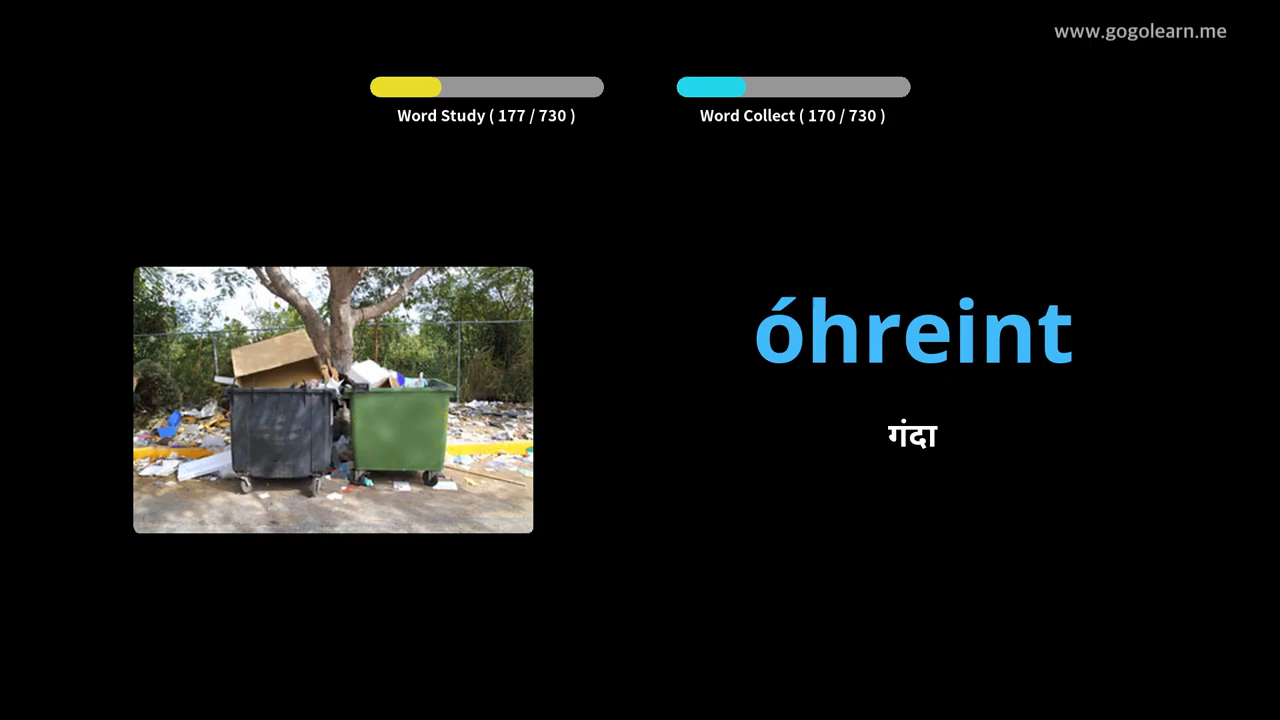 www.gogolearn.me
Word Study ( 177 / 730 )
Word Collect ( 170 / 730 )
óhreint
गंदा